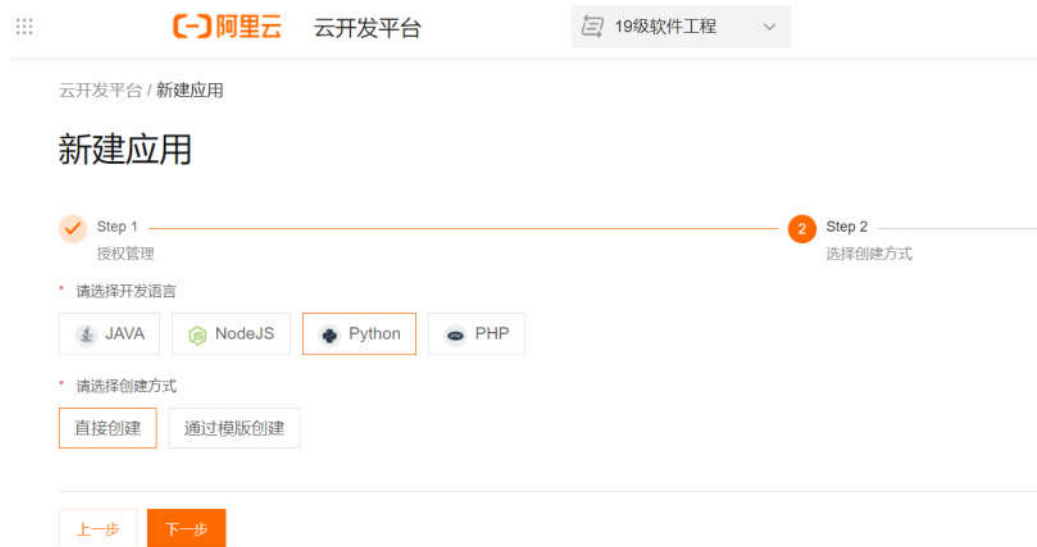 阿里云 云开发平台 19级软件工程
云开发平台 / 新建应用
新建应用
Step 1 2 Step 2
授权管理 选择创建方式
* 请选择开发语言
JAVA NodeJS Python PHP
* 请选择创建方式
直接创建 通过模版创建
上一步 下一步